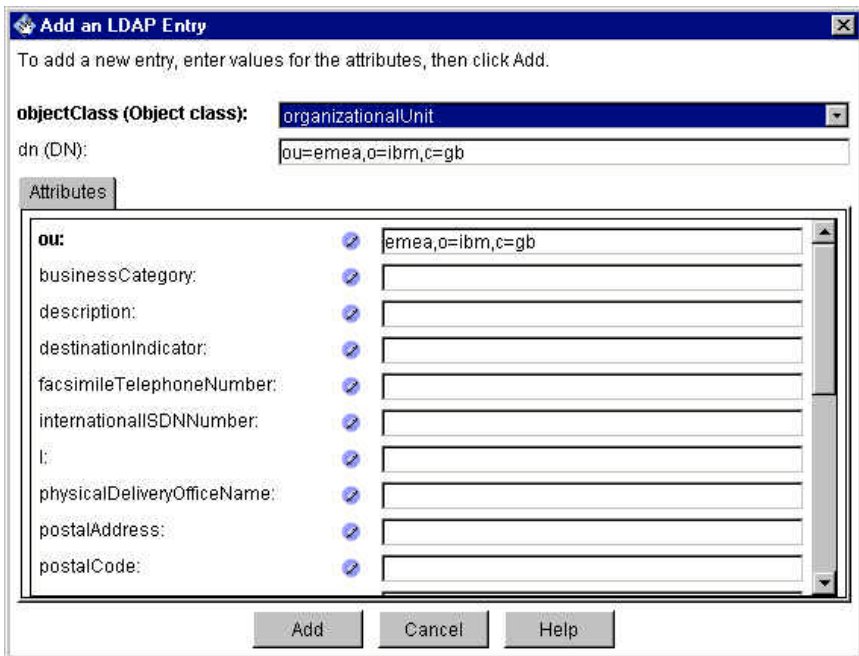 Add an LDAP Entry
To add a new entry, enter values for the attributes, then click Add.
objectClass (Object class): organizationalUnit
dn (DN): ou=emea,o=ibm,c=gb
Attributes
ou: emea,o=ibm,c=gb
businessCategory:
description:
destinationIndicator:
facsimileTelephoneNumber:
internationalISDNNumber:
l:
physicalDeliveryOfficeName:
postalAddress:
postalCode:
Add Cancel Help